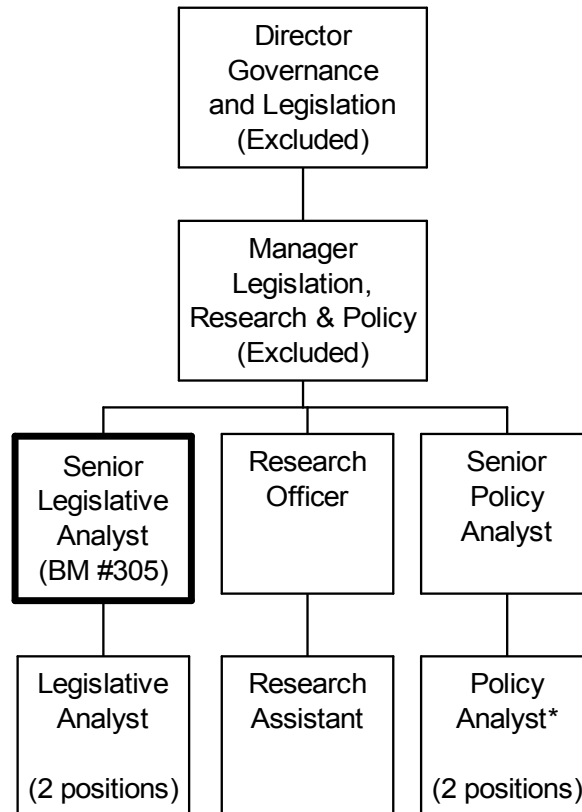 Director
Governance
and Legislation
(Excluded)
Manager
Legislation,
Research & Policy
(Excluded)
Senior
Legislative
Analyst
(BM #305)
Research
Officer
Senior
Policy
Analyst
Legislative
Analyst
(2 positions)
Research
Assistant
Policy
Analyst*
(2 positions)